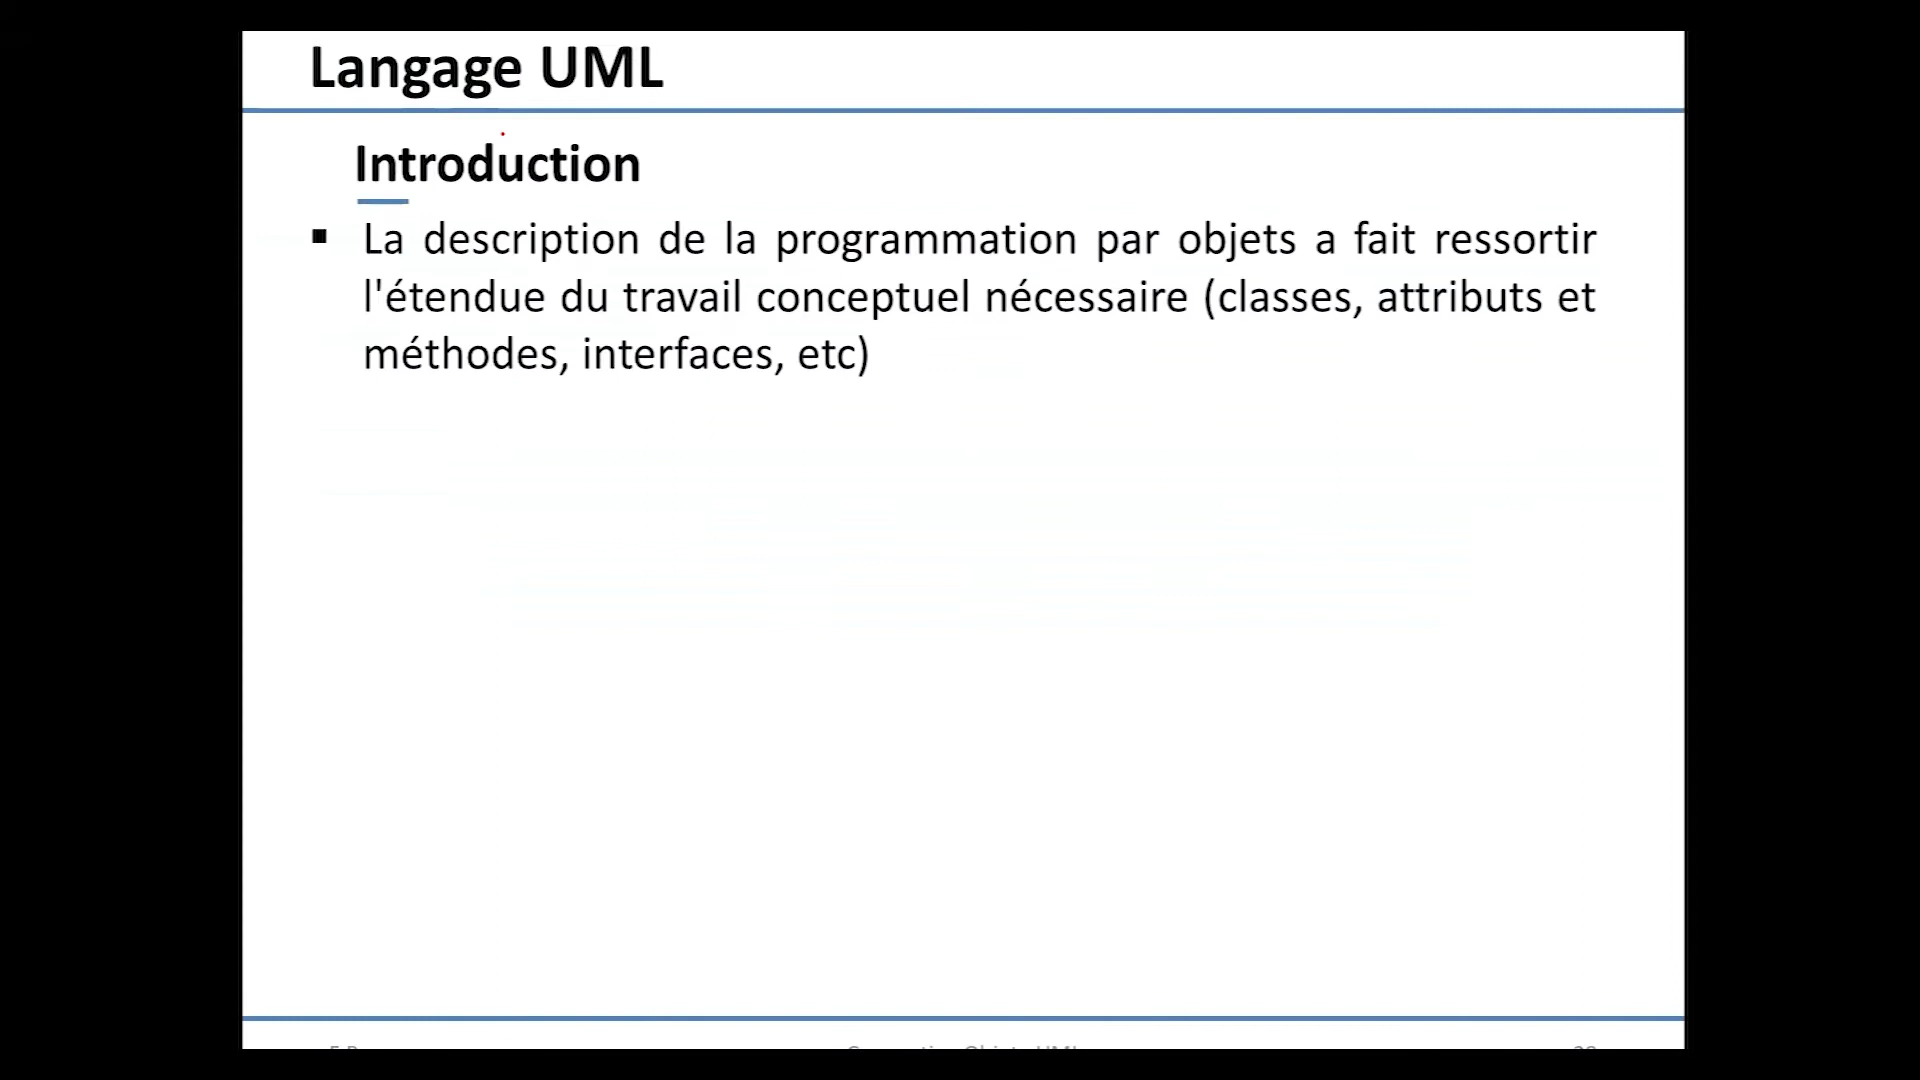 Langage UML
Introduction
▪ La description de la programmation par objets a fait ressortir
l'étendue du travail conceptuel nécessaire (classes, attributs et
méthodes, interfaces, etc)